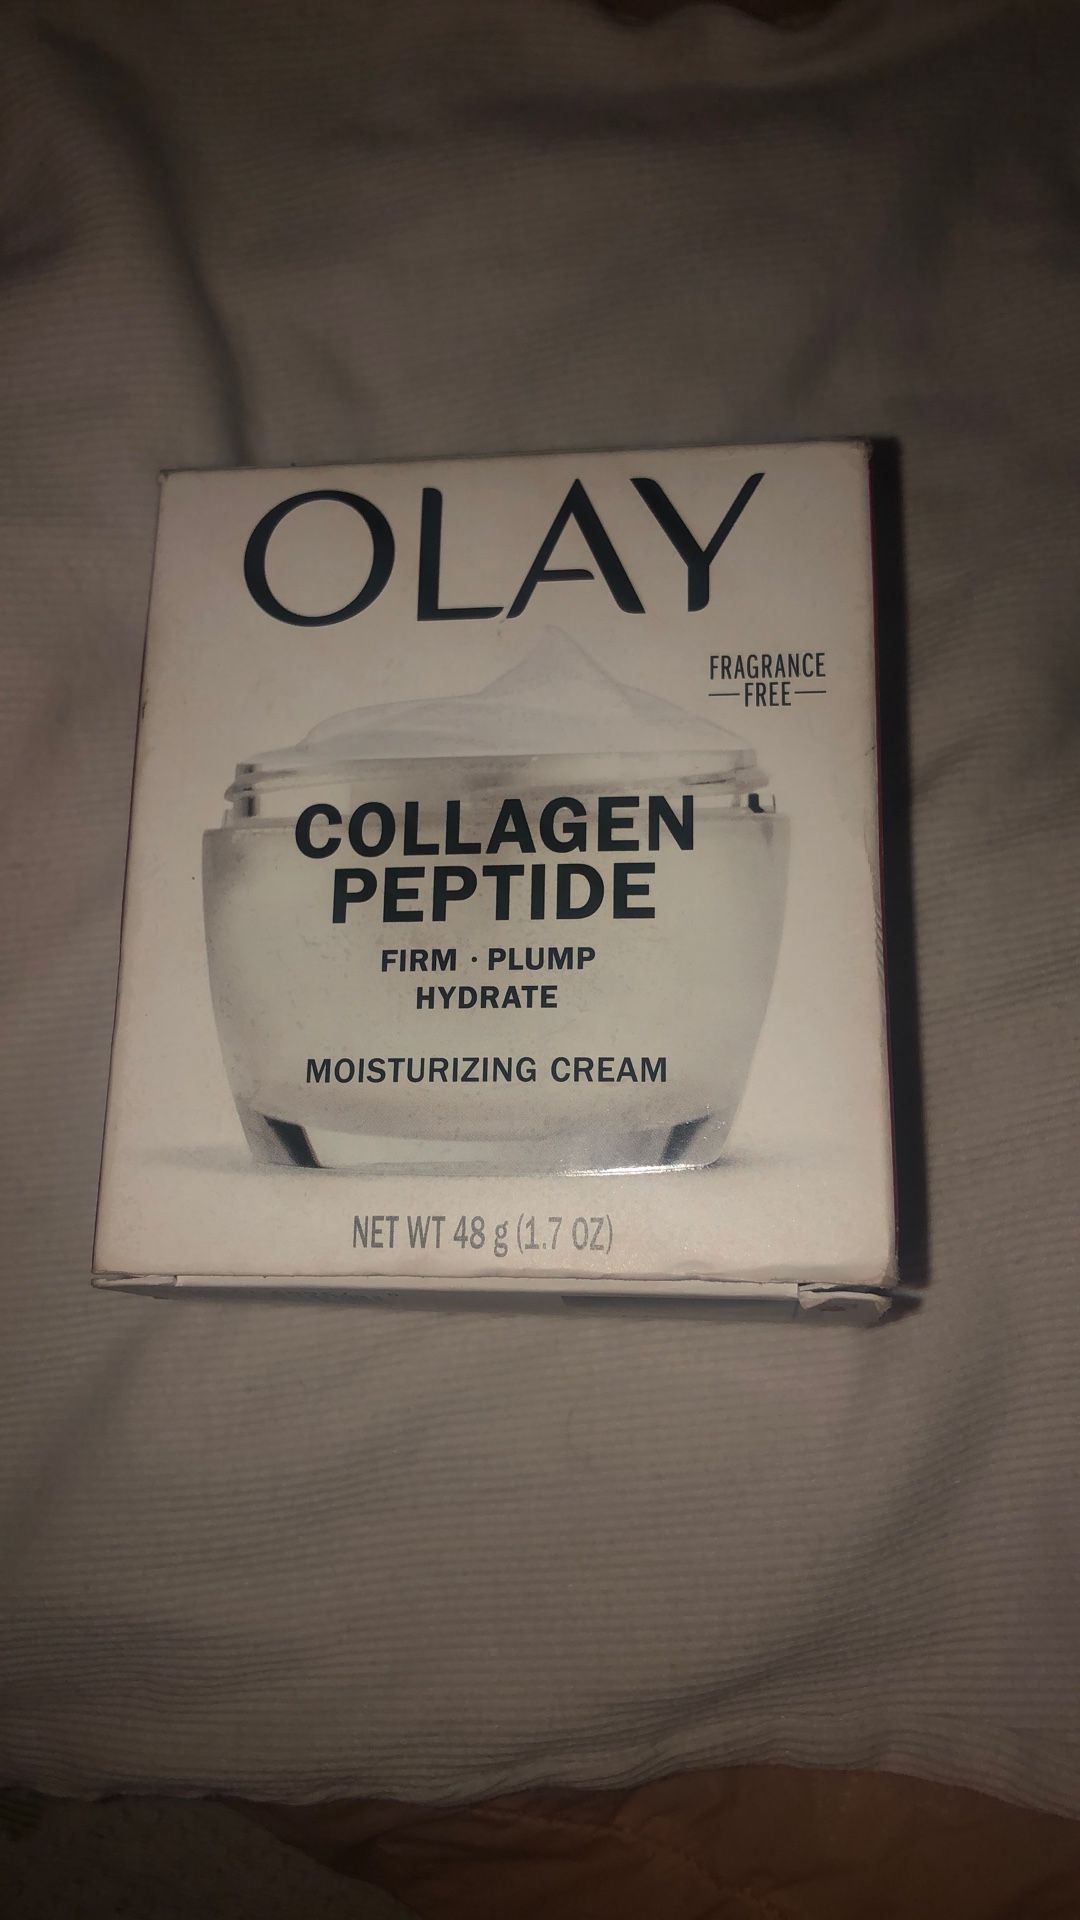 OLAY
FRAGRANCE
FREE
COLLAGEN
PEPTIDE
FIRM · PLUMP
HYDRATE
MOISTURIZING CREAM
NET WT 48 g (1.7 OZ)